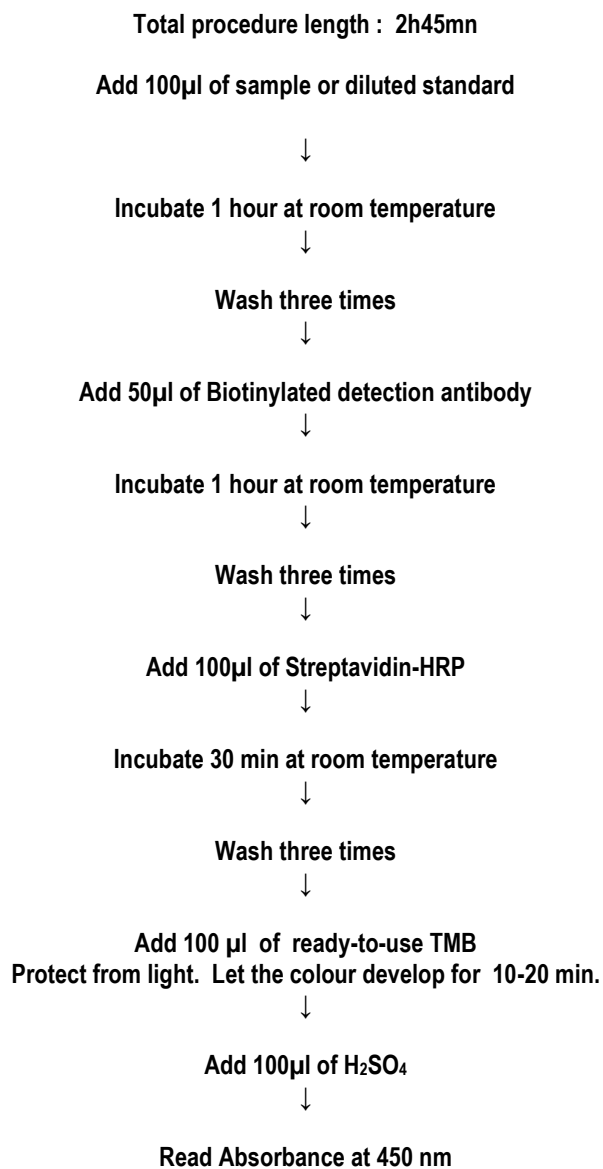 Total procedure length :  2h45mn
Add 100µl of sample or diluted standard
↓
Incubate 1 hour at room temperature
↓
Wash three times
↓
Add 50µl of Biotinylated detection antibody
↓
Incubate 1 hour at room temperature
↓
Wash three times
↓
Add 100µl of Streptavidin-HRP
↓
Incubate 30 min at room temperature
↓
Wash three times
↓
Add 100 µl  of  ready-to-use TMB
Protect from light.  Let the colour develop for  10-20 min.
↓
Add 100µl of H₂SO₄
↓
Read Absorbance at 450 nm